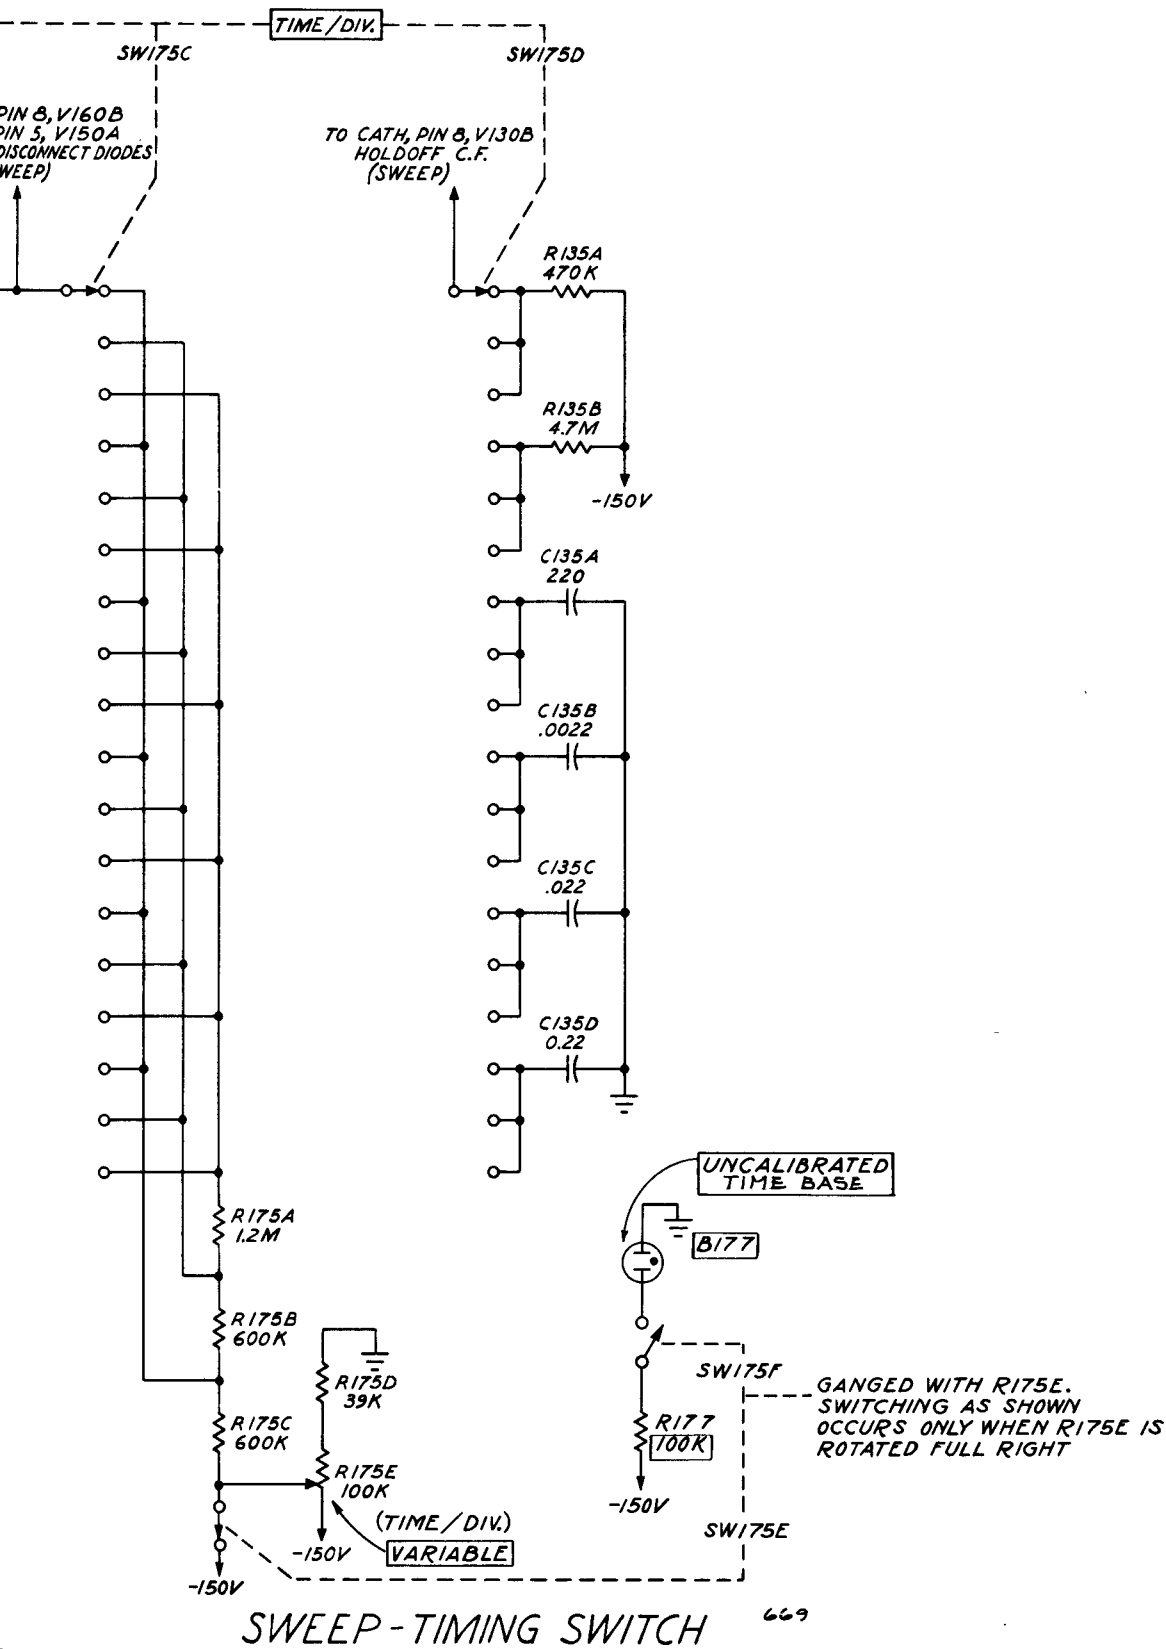 TIME/DIV.
SW175C
SW175D
PIN 8, V160B
PIN 5, V150A
DISCONNECT DIODES
WEEP)
TO CATH, PIN 8, V130B
HOLDOFF C.F.
(SWEEP)
R135A
470K
R135B
4.7M
-150V
C135A
220
C135B
.0022
C135C
.022
C135D
0.22
UNCALIBRATED
TIME BASE
B177
R175A
1.2M
R175B
600K
R175D
39K
R175C
600K
R175E
100K
(TIME/DIV.)
VARIABLE
-150V
-150V
SW175F
R177
100K
-150V
SW175E
GANGED WITH R175E.
SWITCHING AS SHOWN
OCCURS ONLY WHEN R175E IS
ROTATED FULL RIGHT
SWEEP-TIMING SWITCH
669